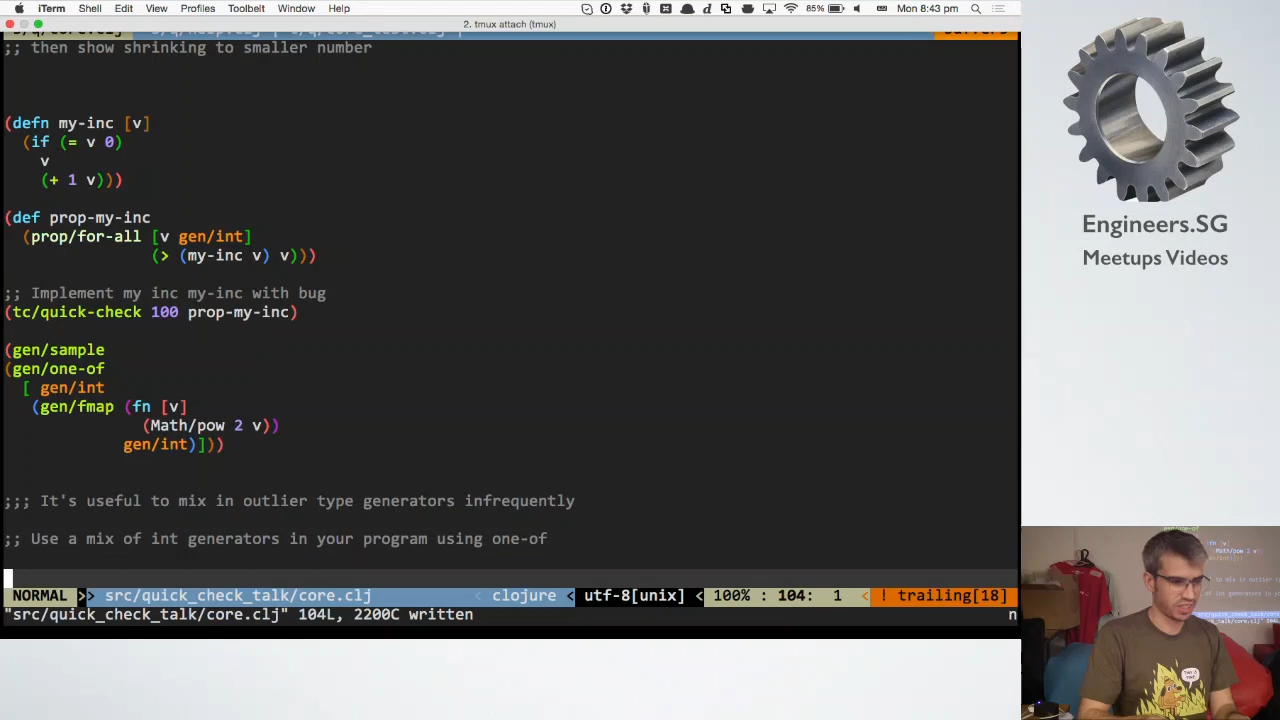 iTerm Shell Edit View Profiles Toolbelt Window Help 85% Mon 8:43 pm
2. tmux attach (tmux)
;; then show shrinking to smaller number
(defn my-inc [v]
(if (= v 0)
v
(+ 1 v)))
(def prop-my-inc
(prop/for-all [v gen/int]
(> (my-inc v) v)))
;; Implement my inc my-inc with bug
(tc/quick-check 100 prop-my-inc)
(gen/sample
(gen/one-of
[ gen/int
(gen/fmap (fn [v]
(Math/pow 2 v))
gen/int)]))
;;; It's useful to mix in outlier type generators infrequently
;; Use a mix of int generators in your program using one-of
NORMAL >> src/quick_check_talk/core.clj < clojure < utf-8[unix] < 100% : 104: 1 < ! trailing[18]
"src/quick_check_talk/core.clj" 104L, 2200C written n
Engineers.SG
Meetups Videos